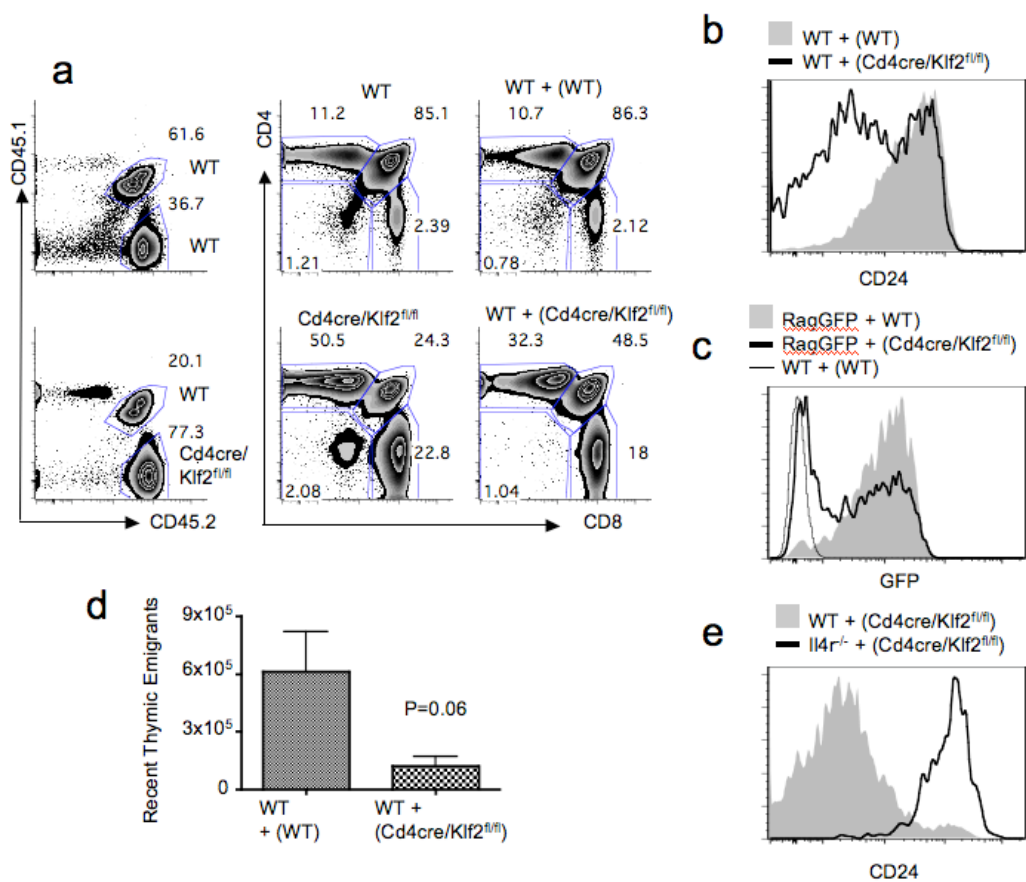 a
CD45.1
61.6
WT
36.7
WT
20.1
WT
77.3
Cd4cre/
Klf2fl/fl
CD45.2
WT
WT + (WT)
CD4
11.2
85.1
10.7
86.3
2.39
2.12
1.21
0.78
Cd4cre/Klf2fl/fl
WT + (Cd4cre/Klf2fl/fl)
50.5
24.3
32.3
48.5
22.8
18
2.08
1.04
CD8
b
WT + (WT)
WT + (Cd4cre/Klf2fl/fl)
CD24
c
RagGFP + WT)
RagGFP + (Cd4cre/Klf2fl/fl)
WT + (WT)
GFP
d
Recent Thymic Emigrants
9x10⁵
6x10⁵
3x10⁵
0
P=0.06
WT
+ (WT)
WT +
(Cd4cre/Klf2fl/fl)
e
WT + (Cd4cre/Klf2fl/fl)
Il4r-/- + (Cd4cre/Klf2fl/fl)
CD24